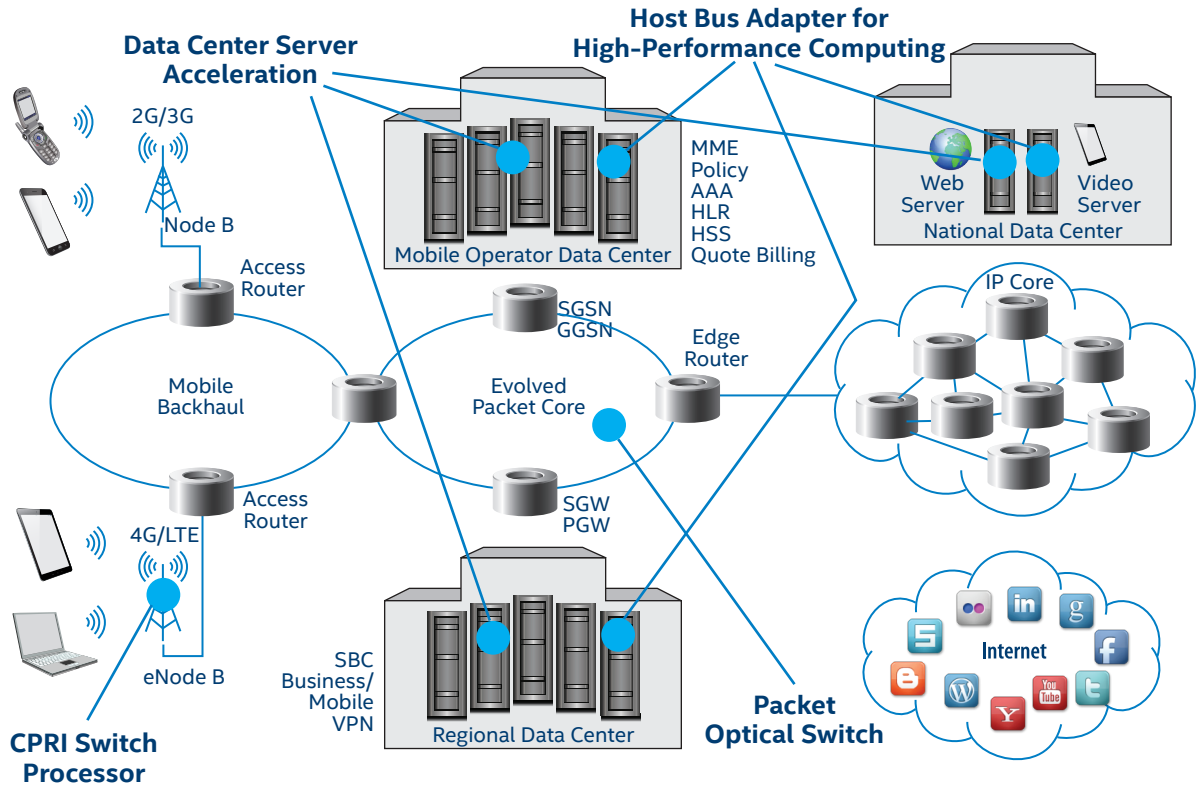 Data Center Server
Acceleration
Host Bus Adapter for
High-Performance Computing
2G/3G
Node B
Access
Router
MME
Policy
AAA
HLR
HSS
Quote Billing
Mobile Operator Data Center
Web
Server
Video
Server
National Data Center
SGSN
GGSN
Edge
Router
IP Core
Mobile
Backhaul
Evolved
Packet Core
Access
Router
SGW
PGW
4G/LTE
eNode B
SBC
Business/
Mobile
VPN
Regional Data Center
Packet
Optical Switch
CPRI Switch
Processor
in
g
S
Internet
f
B
W
Y
You
Tube
t